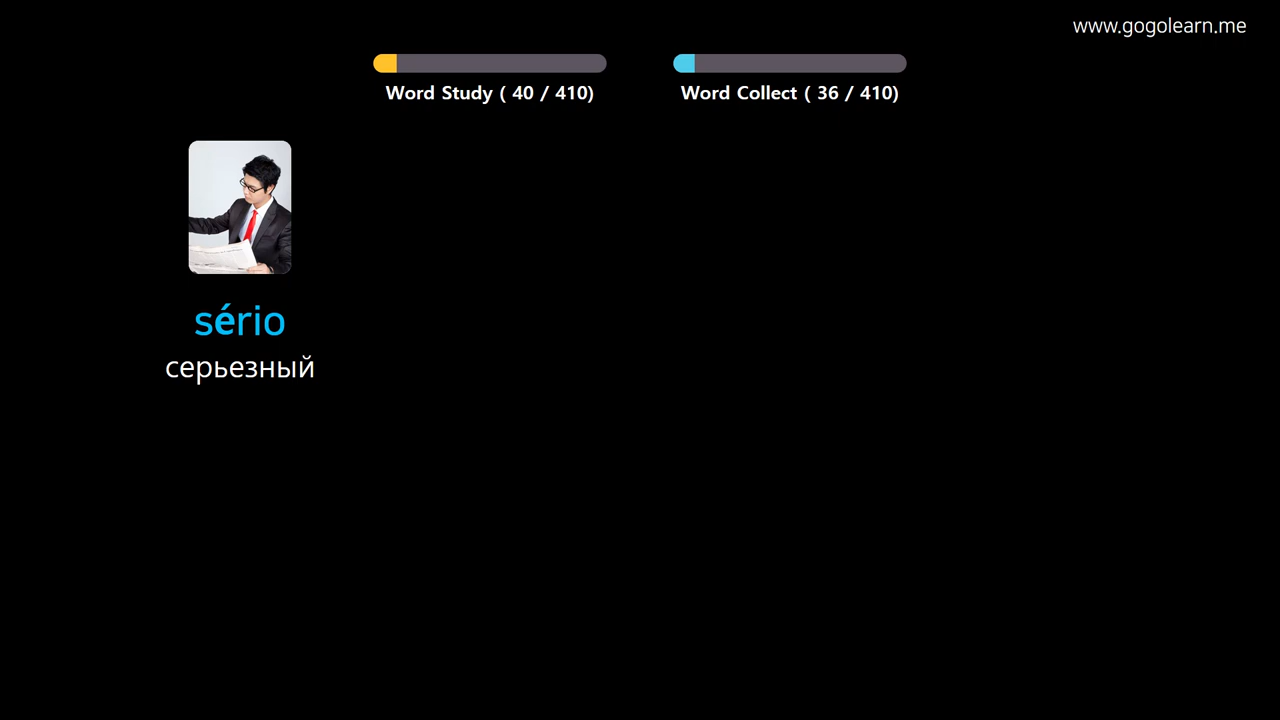 www.gogolearn.me
Word Study ( 40 / 410)
Word Collect ( 36 / 410)
sério
серьезный